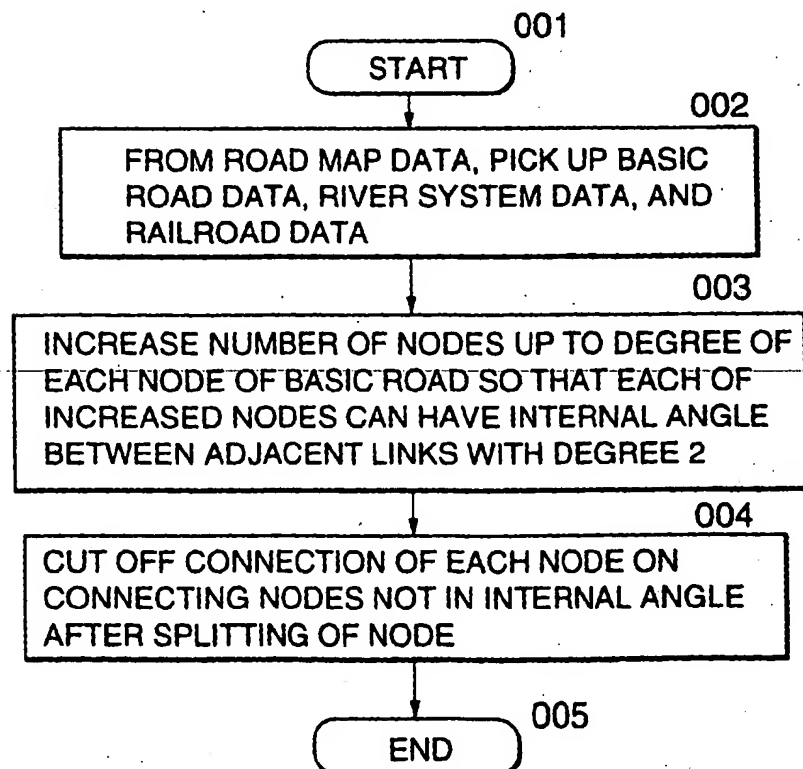 001
START
002
FROM ROAD MAP DATA, PICK UP BASIC
ROAD DATA, RIVER SYSTEM DATA, AND
RAILROAD DATA
003
INCREASE NUMBER OF NODES UP TO DEGREE OF
EACH NODE OF BASIC ROAD SO THAT EACH OF
INCREASED NODES CAN HAVE INTERNAL ANGLE
BETWEEN ADJACENT LINKS WITH DEGREE 2
004
CUT OFF CONNECTION OF EACH NODE ON
CONNECTING NODES NOT IN INTERNAL ANGLE
AFTER SPLITTING OF NODE
005
END